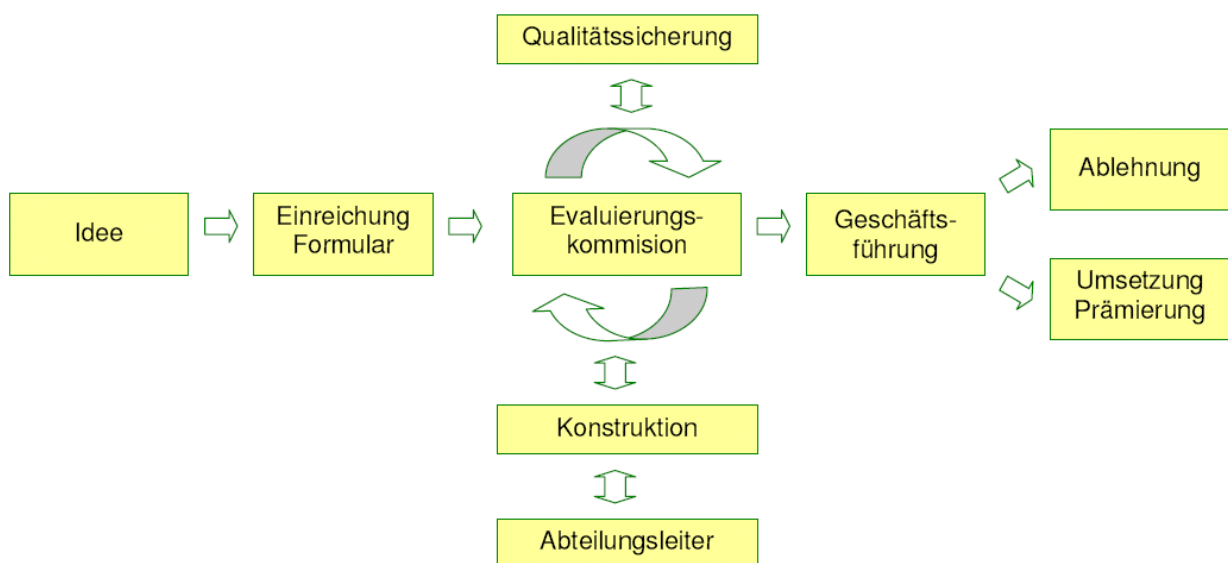 Qualitätssicherung
Idee
Einreichung
Formular
Evaluierungs-
kommision
Geschäfts-
führung
Ablehnung
Umsetzung
Prämierung
Konstruktion
Abteilungsleiter